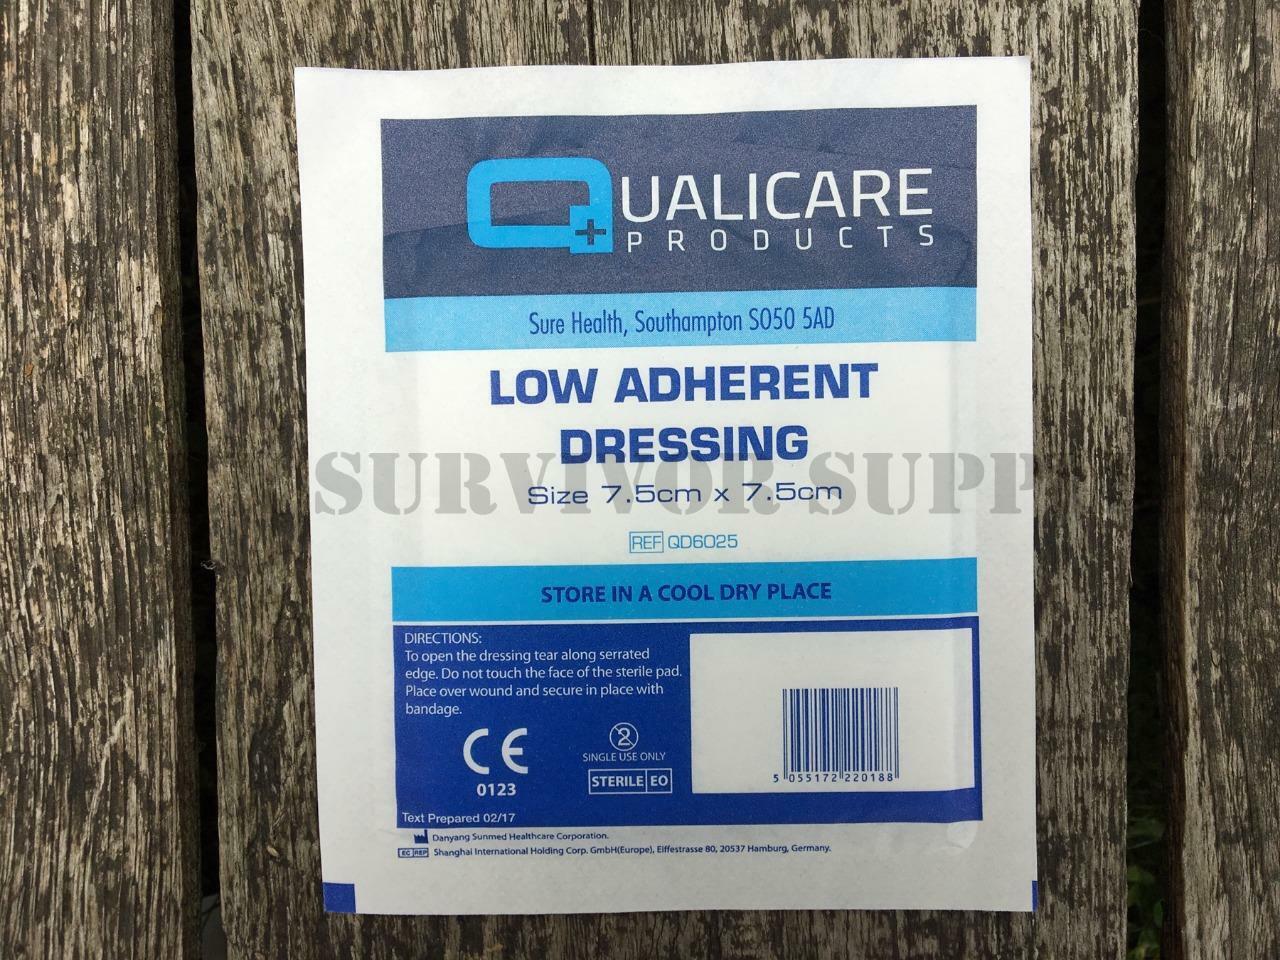 QUALICARE
PRODUCTS
Sure Health, Southampton SO50 5AD
LOW ADHERENT
DRESSING
SURVIVOR SUPP
Size 7.5cm x 7.5cm
REF QD6025
STORE IN A COOL DRY PLACE
DIRECTIONS:
To open the dressing tear along serrated
edge. Do not touch the face of the sterile pad.
Place over wound and secure in place with
bandage.
CE
0123
2
SINGLE USE ONLY
STERILE EO
5 055172 220188
Text Prepared 02/17
Danyang Sunmed Healthcare Corporation.
EC REP Shanghai International Holding Corp. GmbH(Europe), Eiffestrasse 80, 20537 Hamburg, Germany.